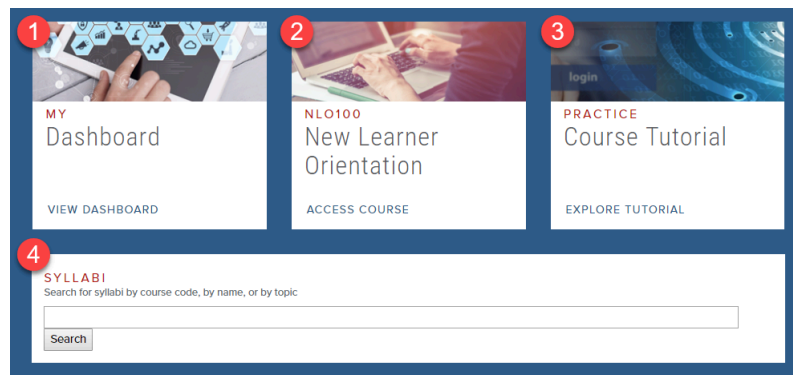 1
MY
Dashboard
VIEW DASHBOARD
2
NLO100
New Learner
Orientation
ACCESS COURSE
3
login
PRACTICE
Course Tutorial
EXPLORE TUTORIAL
4
SYLLABI
Search for syllabi by course code, by name, or by topic
Search